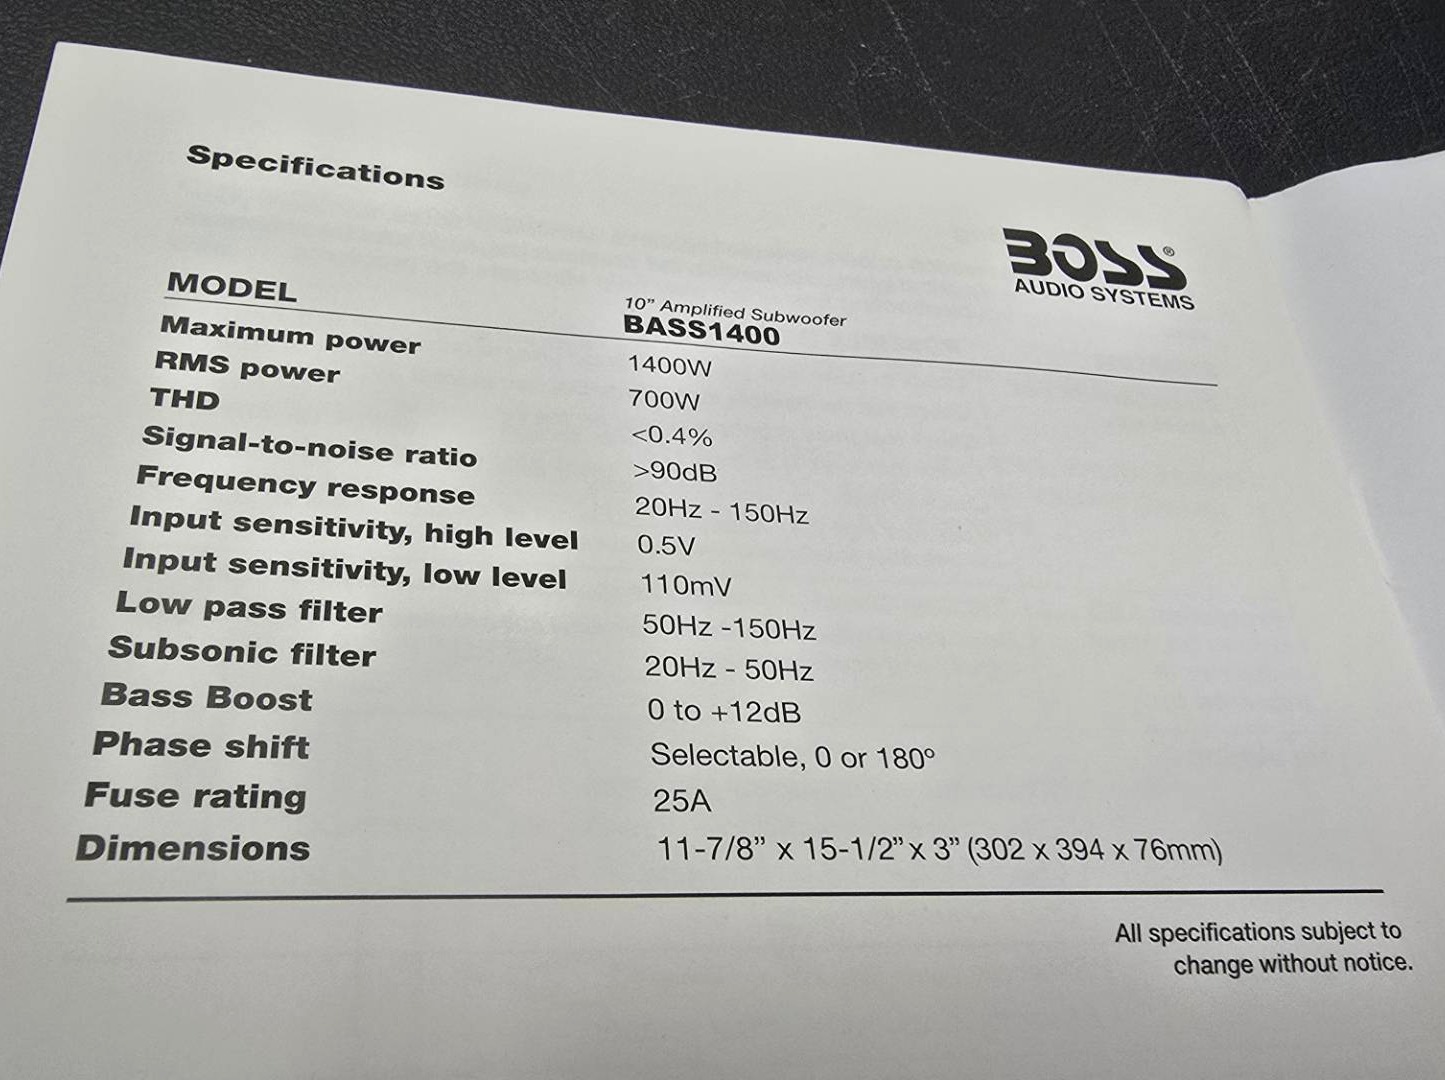 Specifications
BOSS®
AUDIO SYSTEMS
MODEL 10” Amplified Subwoofer
BASS1400
Maximum power 1400W
RMS power 700W
THD <0.4%
Signal-to-noise ratio >90dB
Frequency response 20Hz - 150Hz
Input sensitivity, high level 0.5V
Input sensitivity, low level 110mV
Low pass filter 50Hz -150Hz
Subsonic filter 20Hz - 50Hz
Bass Boost 0 to +12dB
Phase shift Selectable, 0 or 180º
Fuse rating 25A
Dimensions 11-7/8” x 15-1/2” x 3” (302 x 394 x 76mm)
All specifications subject to
change without notice.